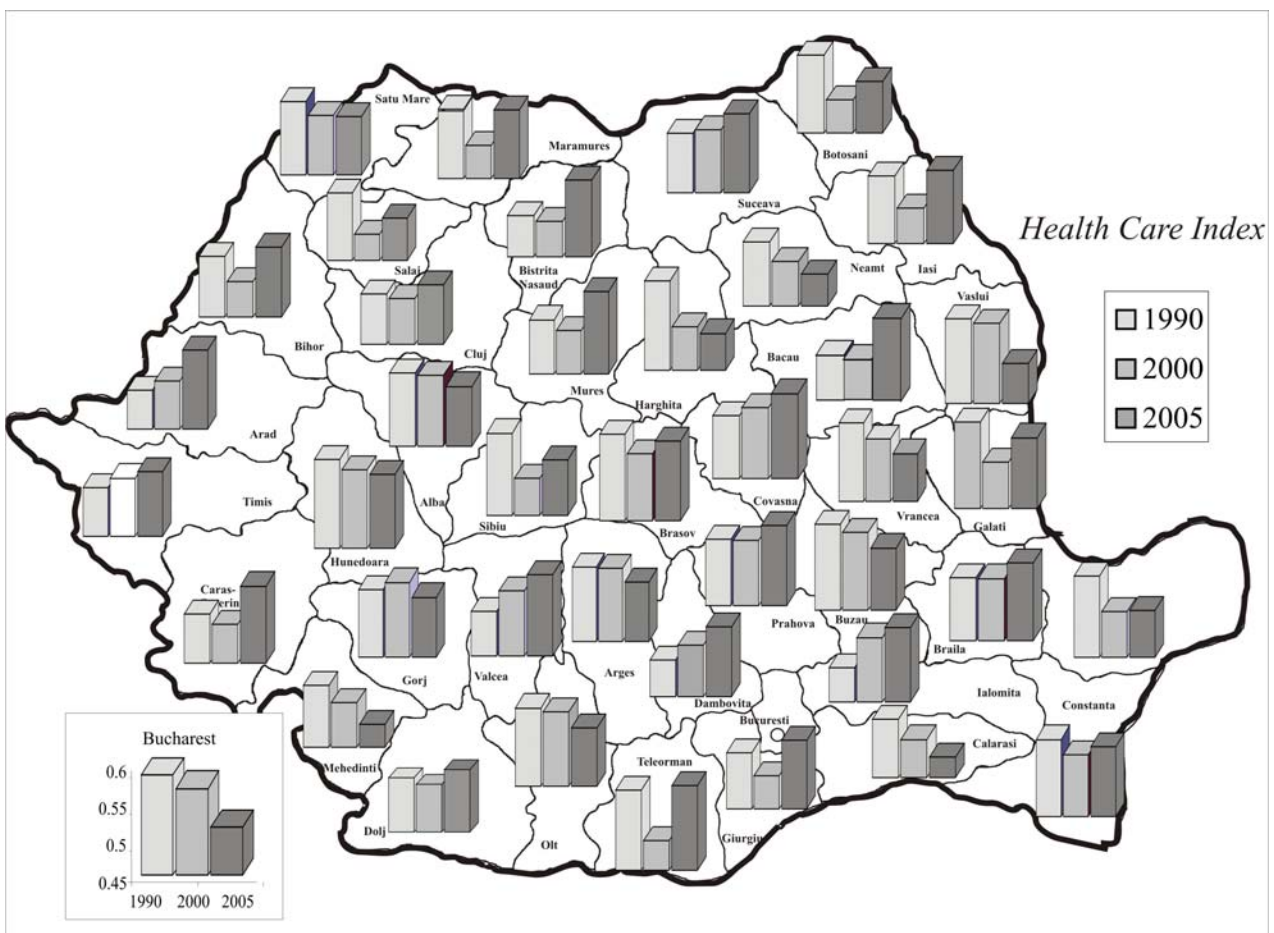 Satu Mare
Maramures
Botosani
Suceava
Health Care Index
Salaj
Bistrita
Nasaud
Neamt
Iasi
Vaslui
1990
2000
2005
Bihor
Cluj
Mures
Bacau
Harghita
Arad
Timis
Alba
Sibiu
Covasna
Brasov
Vrancea
Galati
Hunedoara
Caras-
erin
Gorj
Valcea
Arges
Prahova
Buzau
Braila
Dambovita
Ialomita
Constanta
Bucuresti
Calarasi
Mehedinti
Teleorman
Dolj
Olt
Giurgiu
Bucharest
0.6
0.55
0.5
0.45
1990 2000 2005